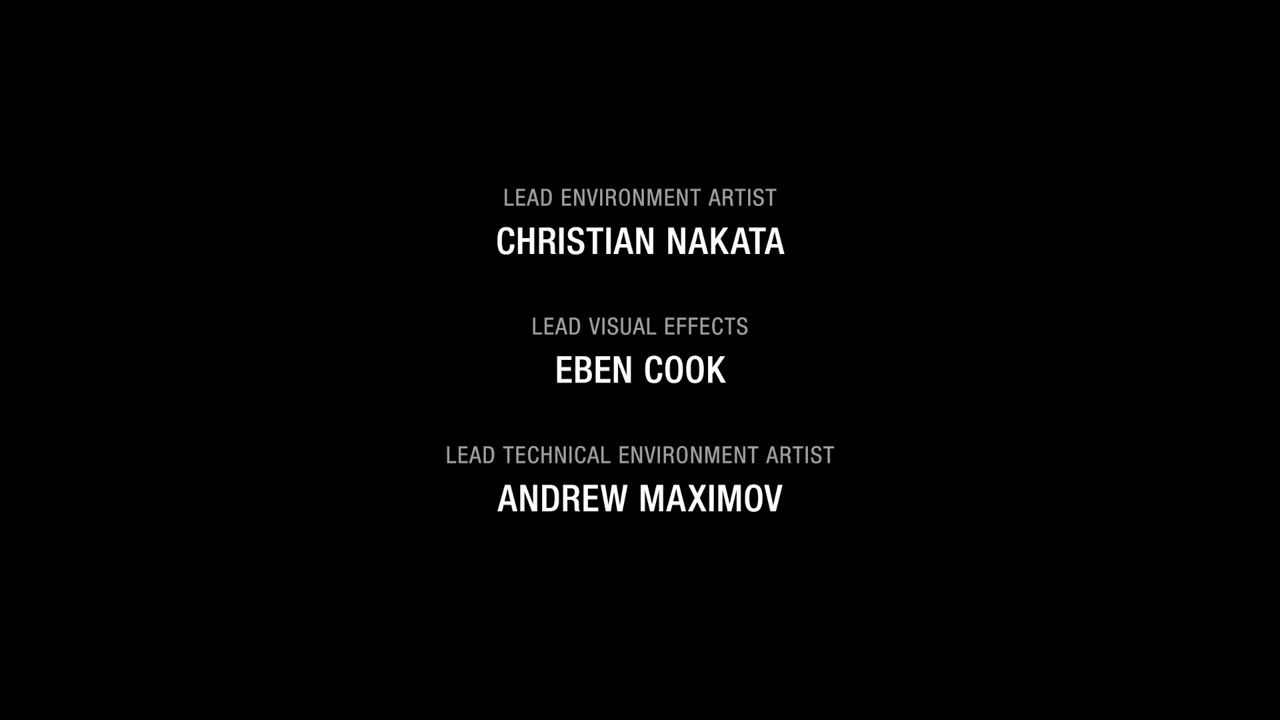 LEAD ENVIRONMENT ARTIST
CHRISTIAN NAKATA
LEAD VISUAL EFFECTS
EBEN COOK
LEAD TECHNICAL ENVIRONMENT ARTIST
ANDREW MAXIMOV